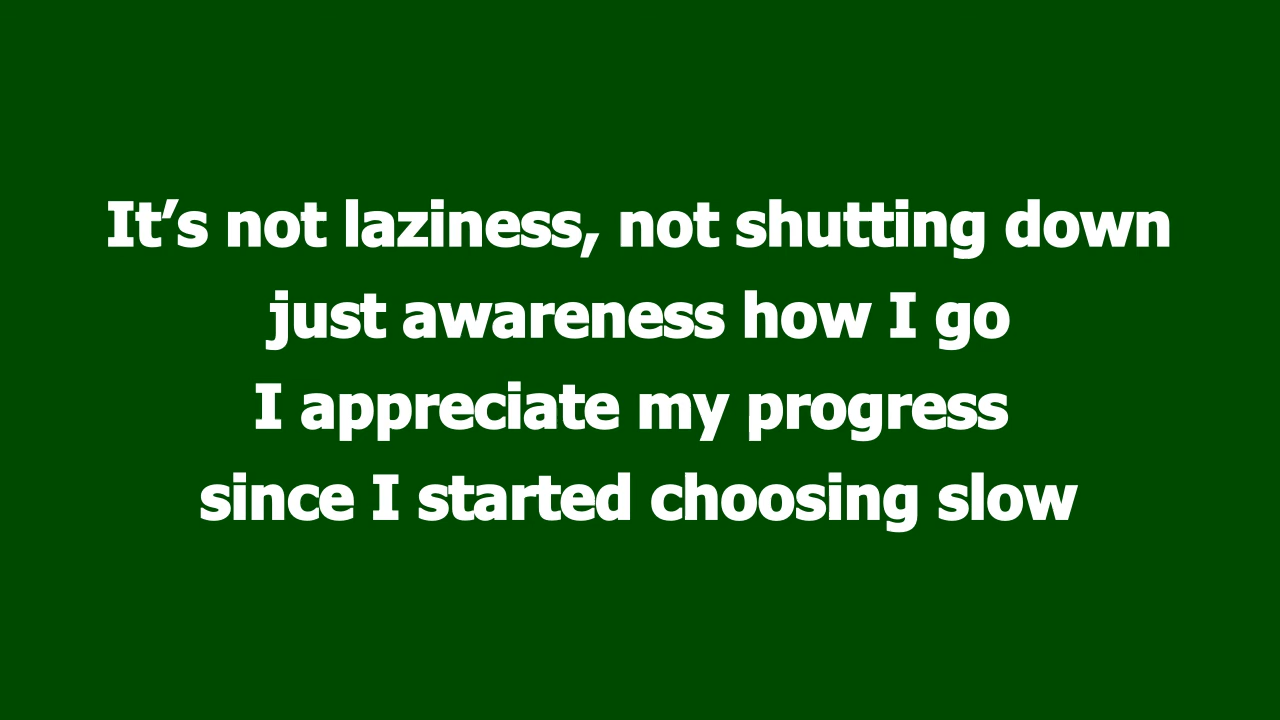 It’s not laziness, not shutting down
just awareness how I go
I appreciate my progress
since I started choosing slow